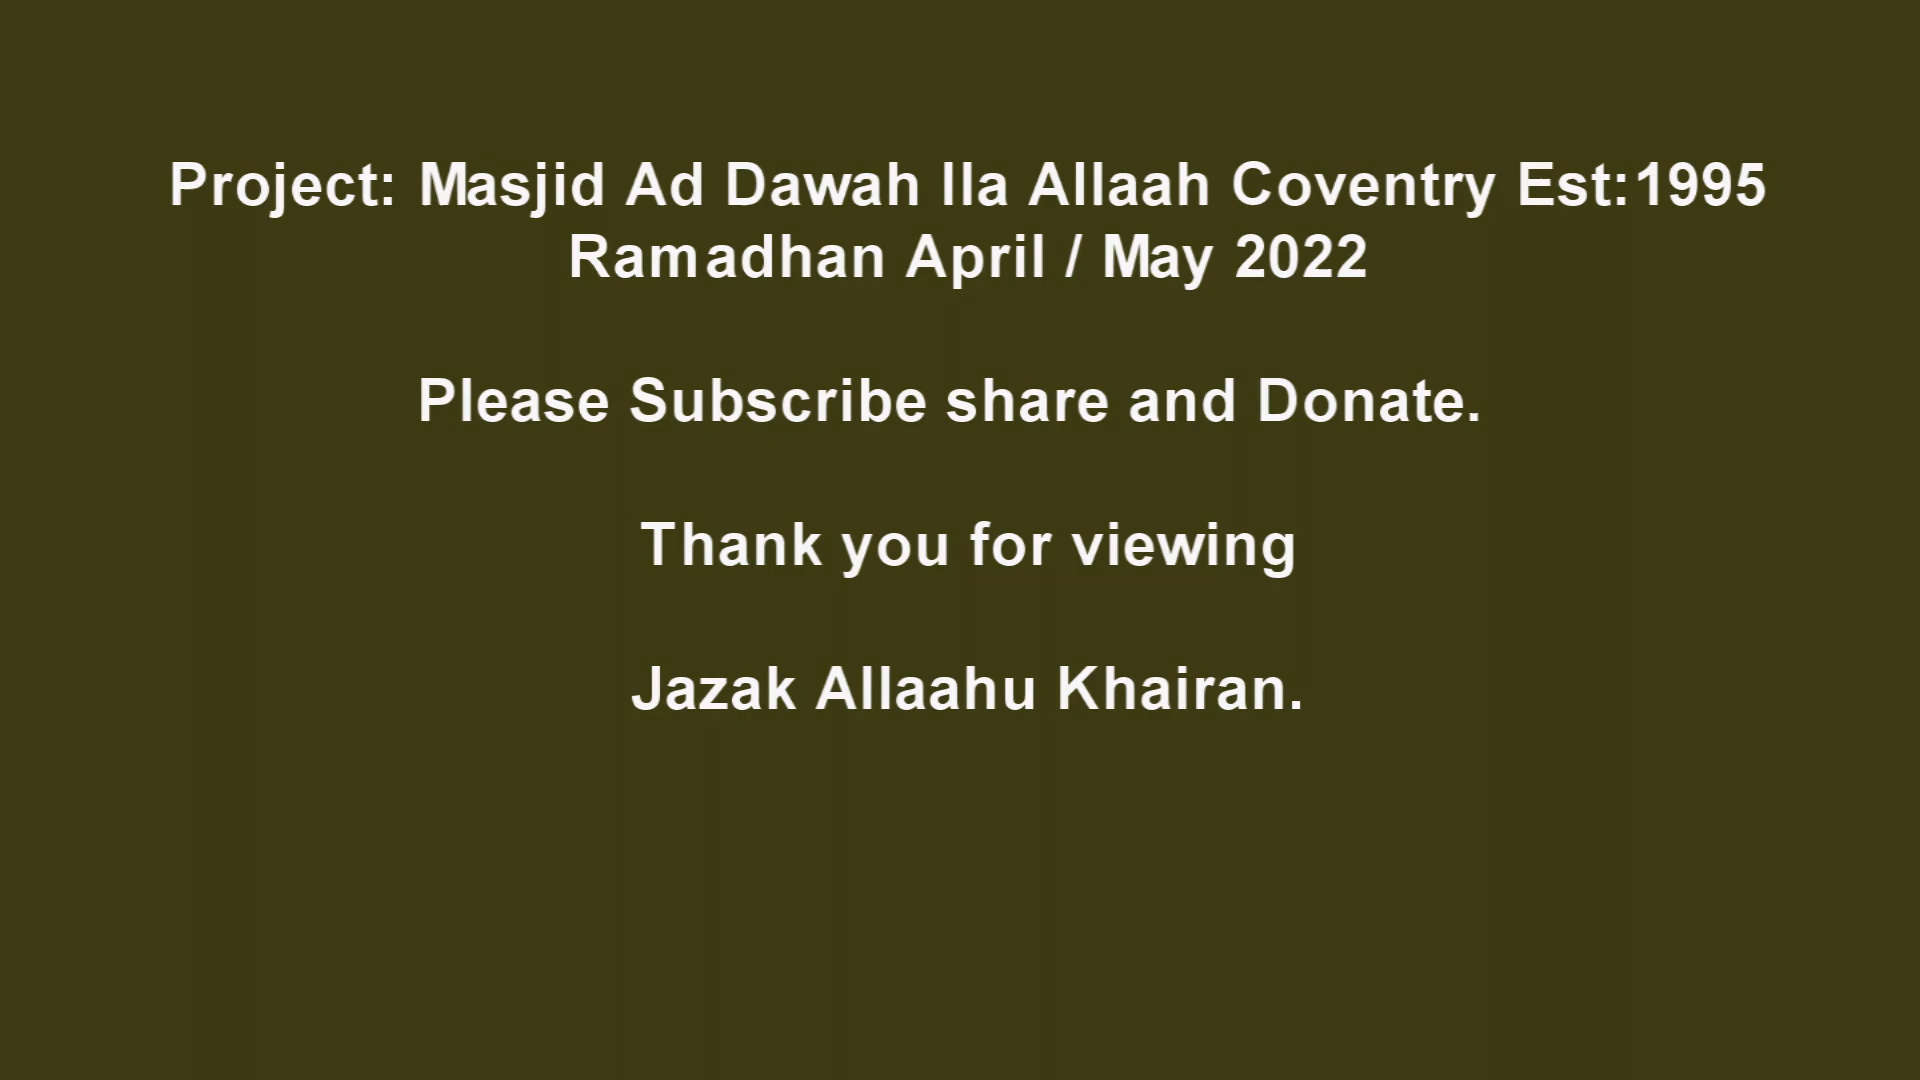 Project: Masjid Ad Dawah Ila Allaah Coventry Est:1995
Ramadhan April / May 2022
Please Subscribe share and Donate.
Thank you for viewing
Jazak Allaahu Khairan.